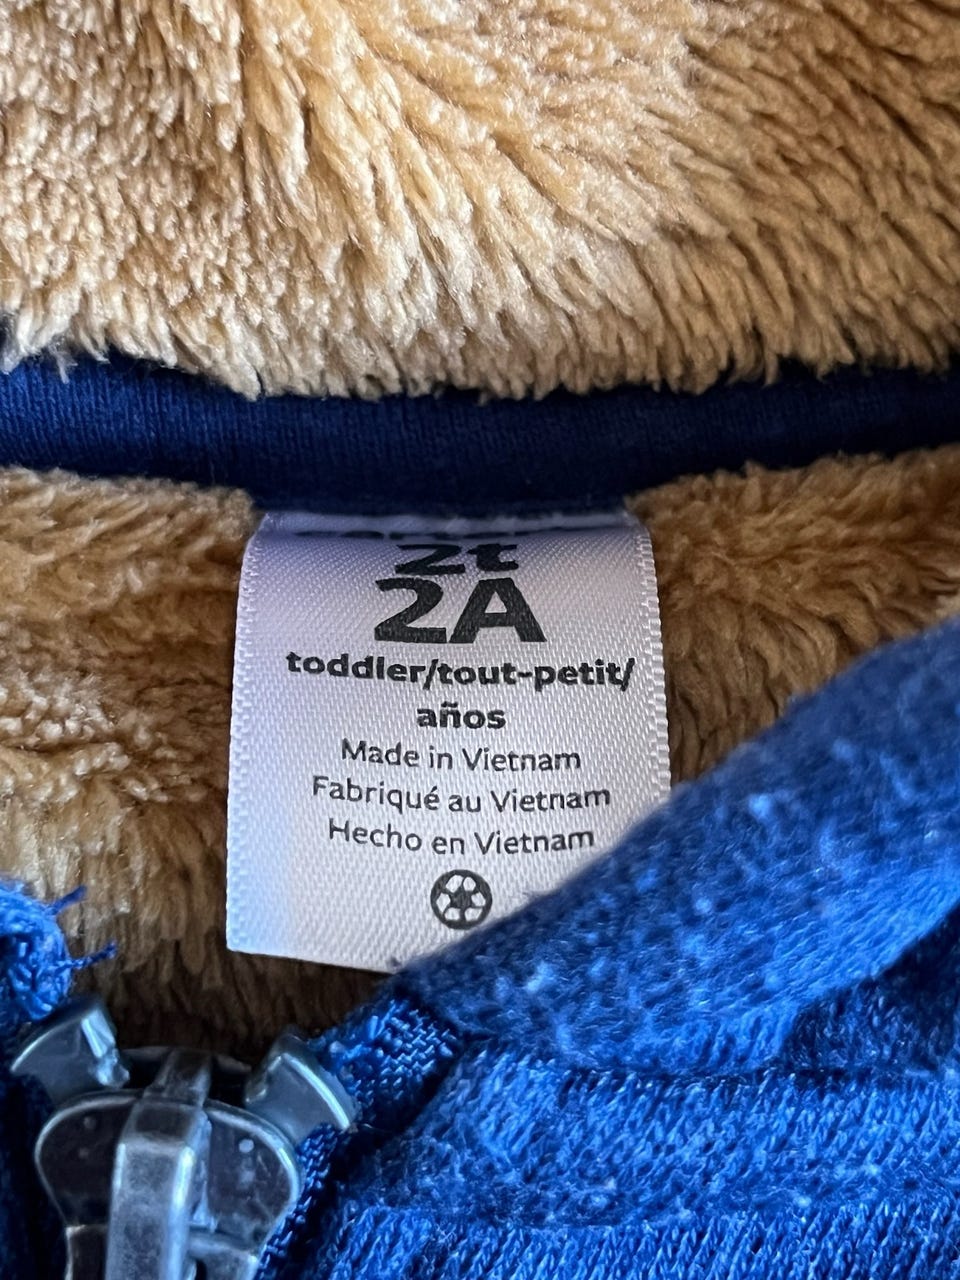 2t
2A
toddler/tout-petit/
años
Made in Vietnam
Fabriqué au Vietnam
Hecho en Vietnam